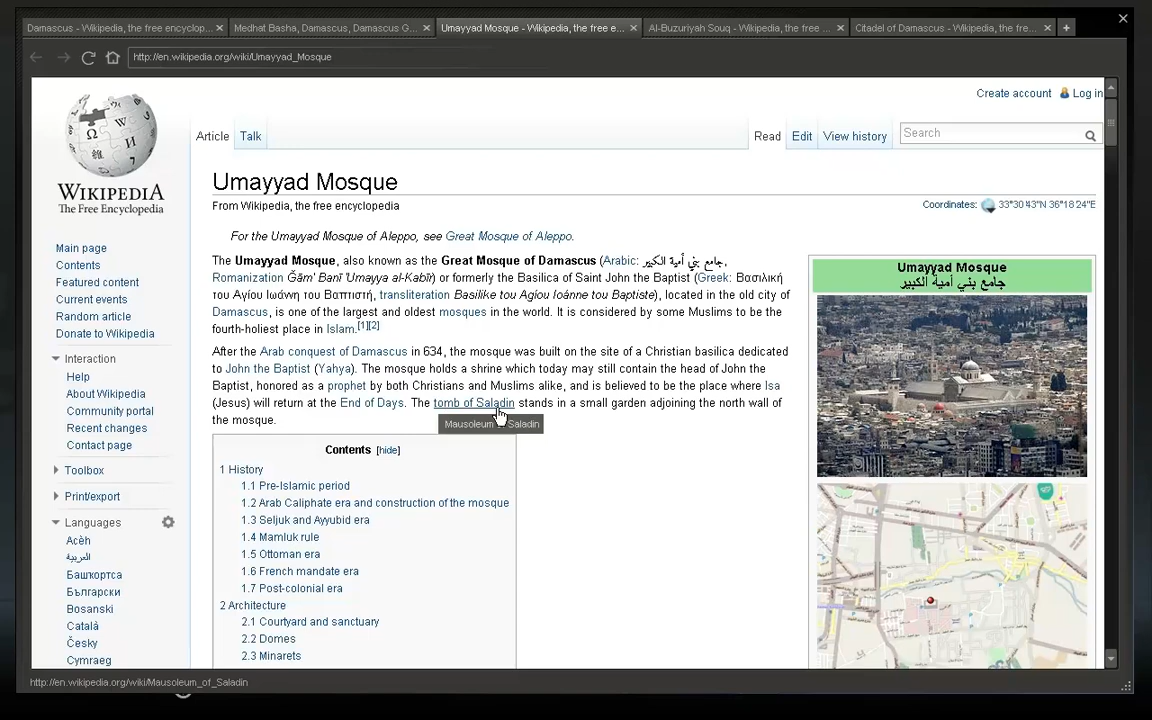 Damascus - Wikipedia, the free encyclop...
Medhat Basha, Damascus, Damascus G...
Umayyad Mosque - Wikipedia, the free e...
Al-Buzuriyah Souq - Wikipedia, the free ...
Citadel of Damascus - Wikipedia, the fre...
http://en.wikipedia.org/wiki/Umayyad_Mosque
Create account
Log in
Article
Talk
Read
Edit
View history
Search
WIKIPEDIA
The Free Encyclopedia
Main page
Contents
Featured content
Current events
Random article
Donate to Wikipedia
Interaction
Help
About Wikipedia
Community portal
Recent changes
Contact page
Toolbox
Print/export
Languages
Acèh
العربية
Башҡортса
Български
Bosanski
Català
Česky
Cymraeg
Umayyad Mosque
From Wikipedia, the free encyclopedia
Coordinates: 33°30′43″N 36°18′24″E
For the Umayyad Mosque of Aleppo, see Great Mosque of Aleppo.
The Umayyad Mosque, also known as the Great Mosque of Damascus (Arabic: جامع بني أمية الكبير,
Romanization Ğām' Banī 'Umayya al-Kabīr) or formerly the Basilica of Saint John the Baptist (Greek: Βασιλική
του Αγίου Ιωάννη του Βαπτιστή, transliteration Basilike tou Agíou Ioánne tou Baptiste), located in the old city of
Damascus, is one of the largest and oldest mosques in the world. It is considered by some Muslims to be the
fourth-holiest place in Islam.[1][2]
After the Arab conquest of Damascus in 634, the mosque was built on the site of a Christian basilica dedicated
to John the Baptist (Yahya). The mosque holds a shrine which today may still contain the head of John the
Baptist, honored as a prophet by both Christians and Muslims alike, and is believed to be the place where Isa
(Jesus) will return at the End of Days. The tomb of Saladin stands in a small garden adjoining the north wall of
the mosque.
Mausoleum Saladin
Contents [hide]
1 History
1.1 Pre-Islamic period
1.2 Arab Caliphate era and construction of the mosque
1.3 Seljuk and Ayyubid era
1.4 Mamluk rule
1.5 Ottoman era
1.6 French mandate era
1.7 Post-colonial era
2 Architecture
2.1 Courtyard and sanctuary
2.2 Domes
2.3 Minarets
Umayyad Mosque
جامع بني أمية الكبير
http://en.wikipedia.org/wiki/Mausoleum_of_Saladin